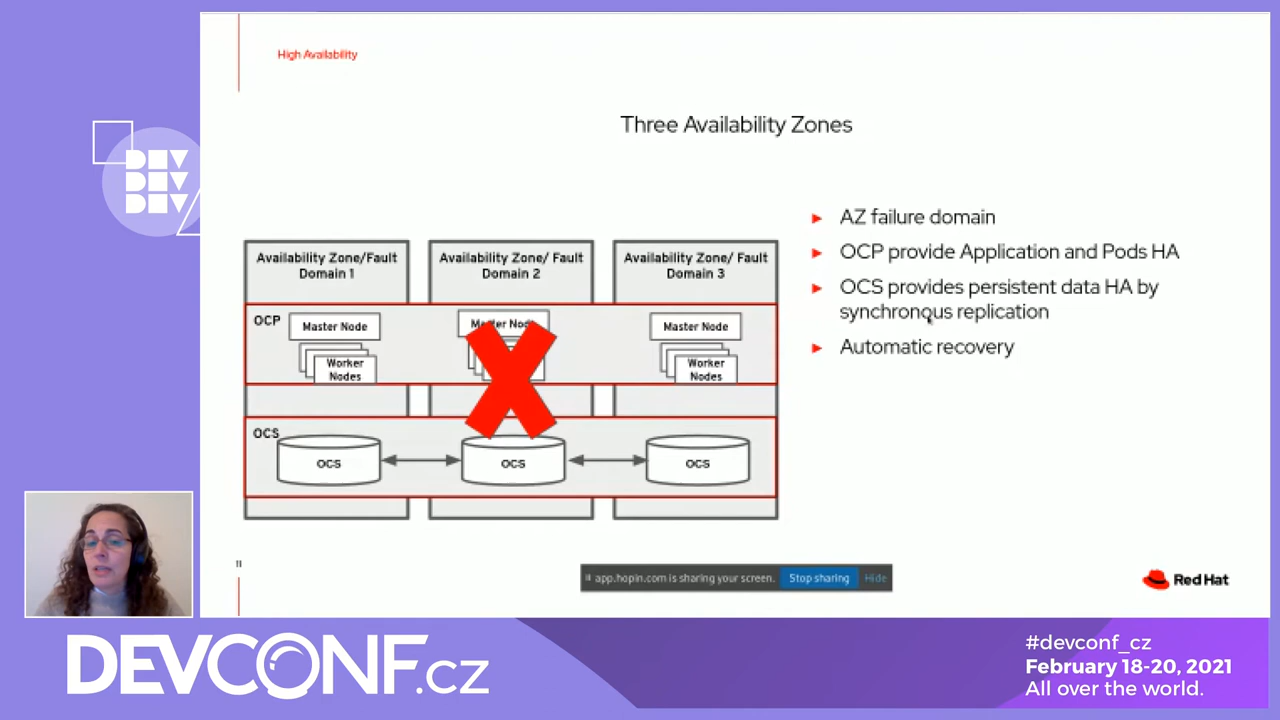 High Availability
Three Availability Zones
DEV
DEV
DEV
Availability Zone/Fault
Domain 1
Availability Zone/ Fault
Domain 2
Availability Zone/ Fault
Domain 3
OCP
Master Node
Worker
Nodes
Master Node
Master Node
Worker
Nodes
OCS
OCS
OCS
OCS
AZ failure domain
OCP provide Application and Pods HA
OCS provides persistent data HA by
synchronous replication
Automatic recovery
11
app.hopin.com is sharing your screen.
Stop sharing
Hide
Red Hat
DEVCONF.cz
#devconf_cz
February 18-20, 2021
All over the world.